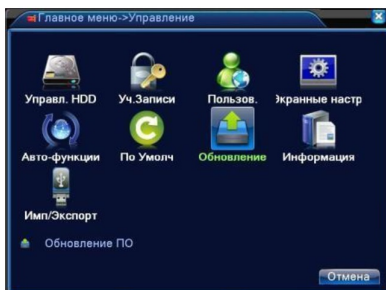 Главное меню->Управление
Управл. HDD Уч.Записи Пользов. Экранные настр
Авто-функции По Умолч Обновление Информация
Имп/Экспорт
Обновление ПО
Отмена